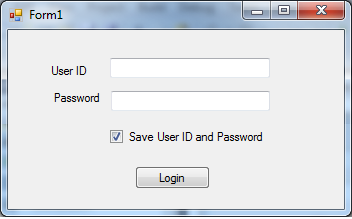 Form1
User ID
Password
Save User ID and Password
Login